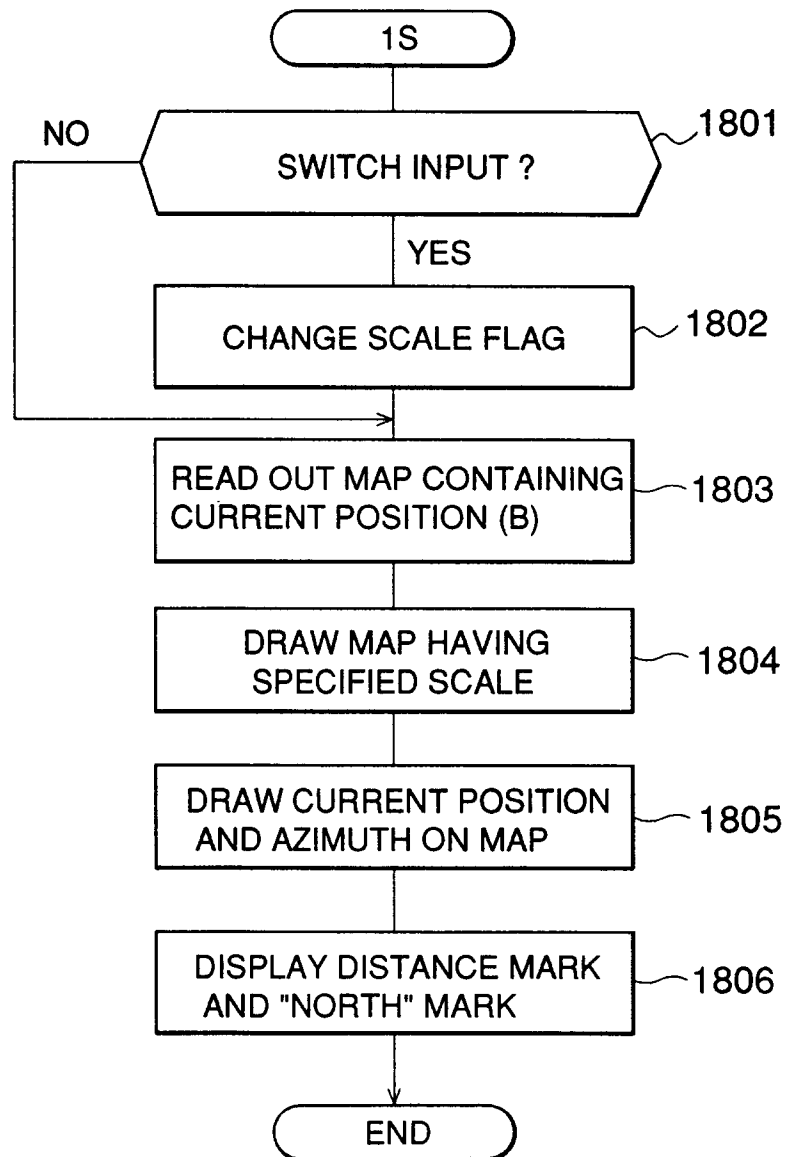 1S
1801
NO
SWITCH INPUT ?
YES
1802
CHANGE SCALE FLAG
READ OUT MAP CONTAINING
CURRENT POSITION (B)
1803
DRAW MAP HAVING
SPECIFIED SCALE
1804
DRAW CURRENT POSITION
AND AZIMUTH ON MAP
1805
DISPLAY DISTANCE MARK
AND "NORTH" MARK
1806
END